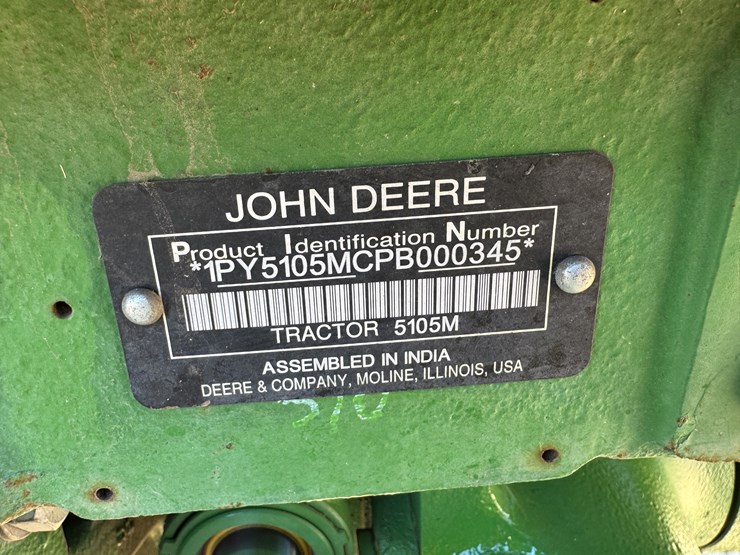 JOHN DEERE
Product Identification Number
*1PY5105MCPB000345*
TRACTOR 5105M
ASSEMBLED IN INDIA
DEERE & COMPANY, MOLINE, ILLINOIS, USA